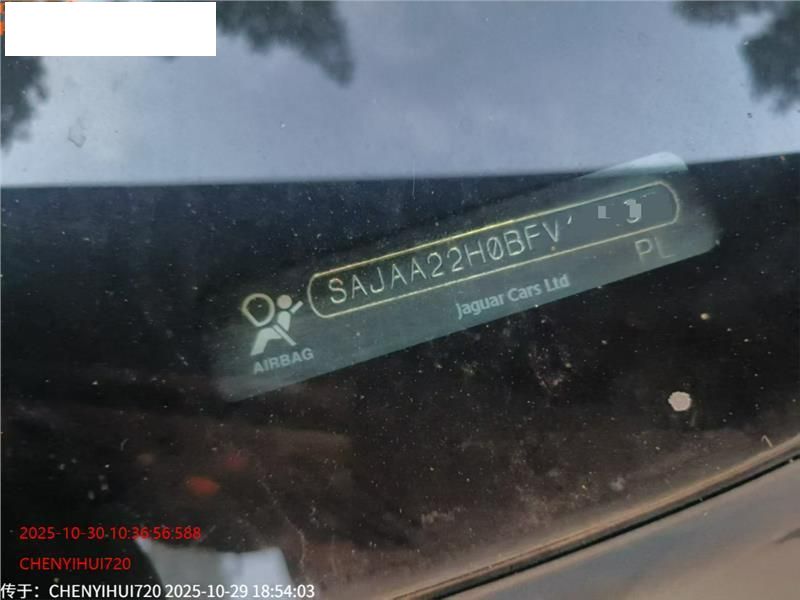 SAJAA22H0BFV
PL
Jaguar Cars Ltd
AIRBAG
2025-10-30 10:36:56:588
CHENYIHUI720
传于：CHENYIHUI720 2025-10-29 18:54:03